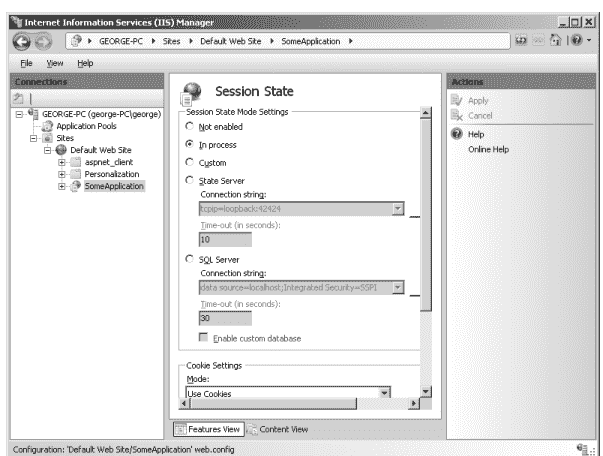 Internet Information Services (IIS) Manager
GEORGE-PC
Sites
Default Web Site
SomeApplication
File View Help
Connections
GEORGE-PC (george-PC\george)
Application Pools
Sites
Default Web Site
aspnet_client
Personalization
SomeApplication
Session State
Session State Mode Settings
Not enabled
In process
Custom
State Server
Connection string:
tcpip=loopback:42424
Time-out (in seconds):
10
SQL Server
Connection string:
data source=localhost;Integrated Security=SSPI
Time-out (in seconds):
30
Enable custom database
Cookie Settings
Mode:
Use Cookies
Features View Content View
Actions
Apply
Cancel
Help
Online Help
Configuration: 'Default Web Site/SomeApplication' web.config